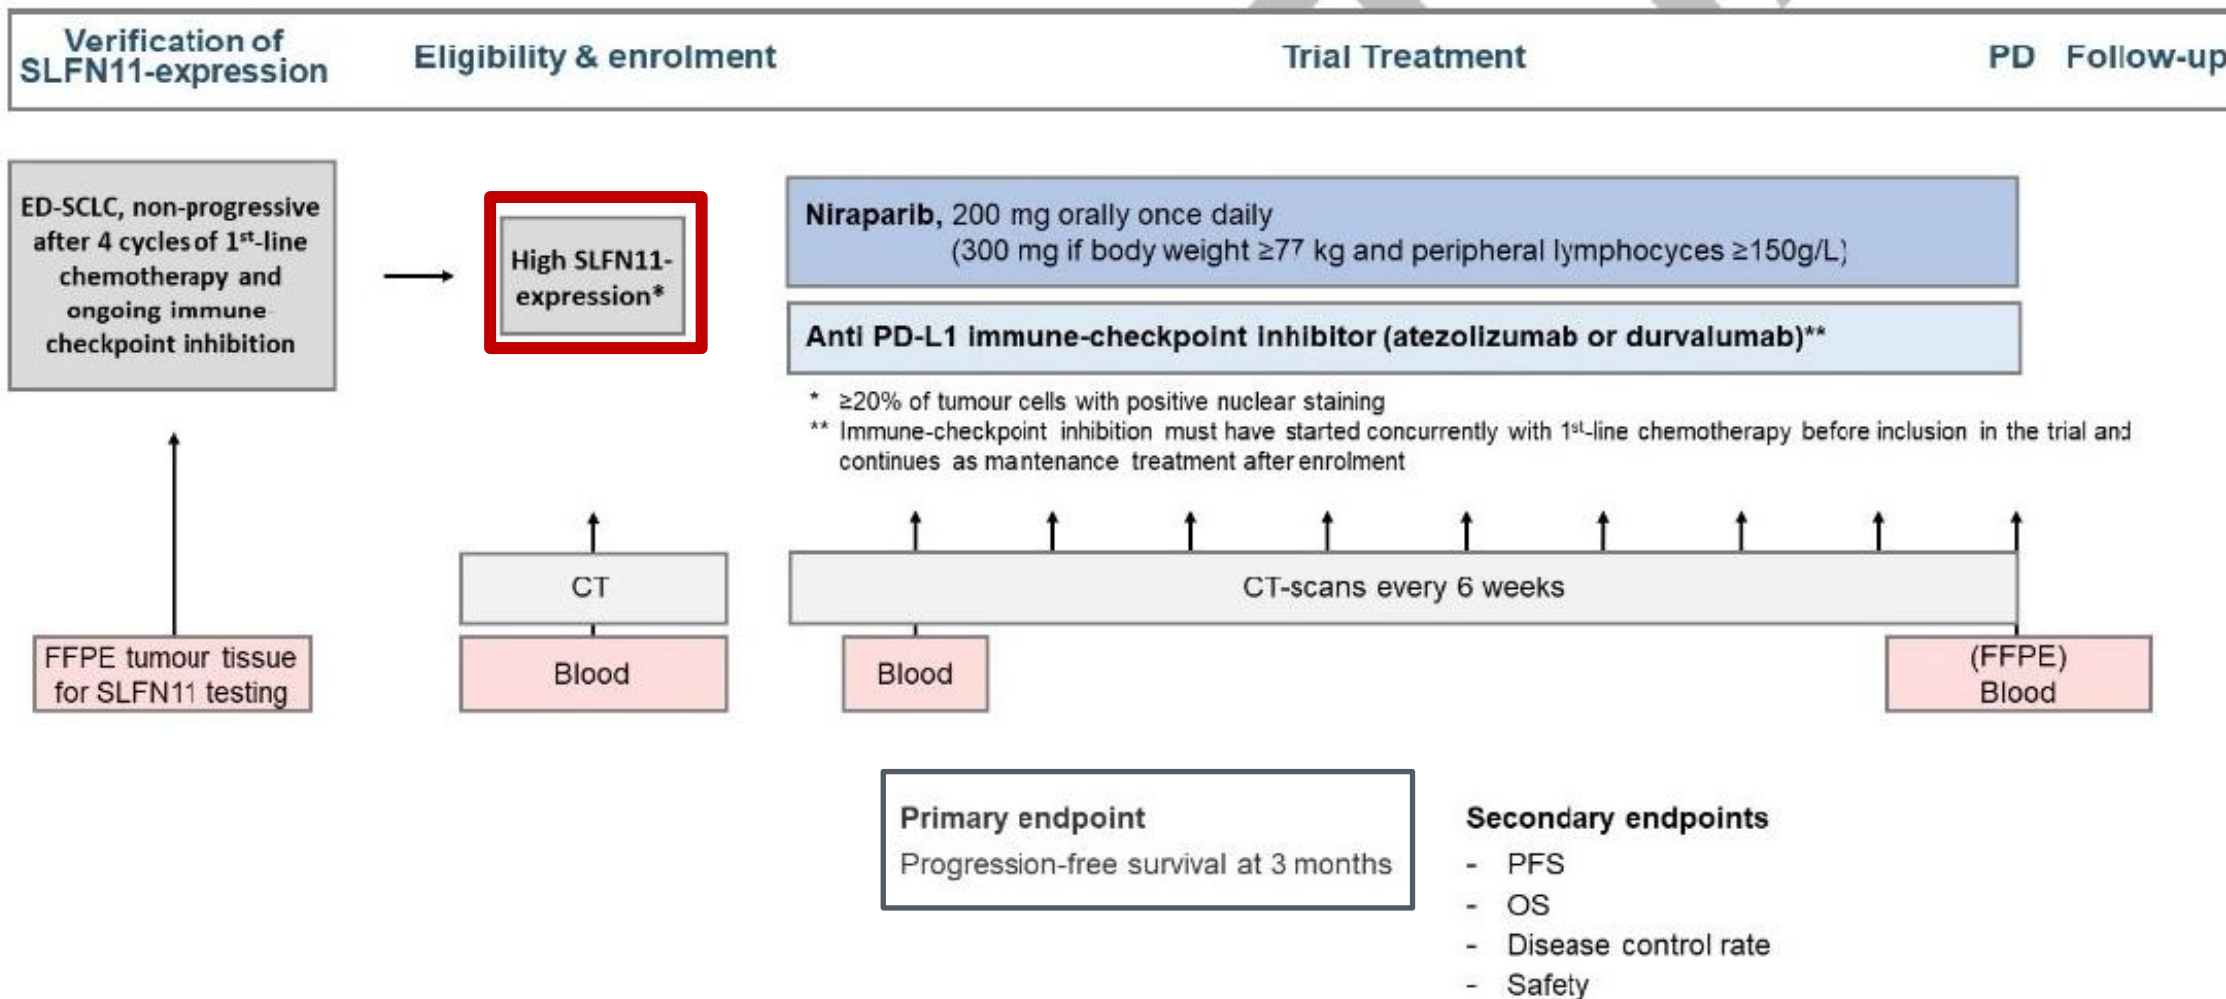 Verification of
SLFN11-expression
Eligibility & enrolment
Trial Treatment
PD
Follow-up
ED-SCLC, non-progressive
after 4 cycles of 1st-line
chemotherapy and
ongoing immune
checkpoint inhibition
High SLFN11-
expression*
Niraparib, 200 mg orally once daily
(300 mg if body weight ≥77 kg and peripheral lymphocyces ≥150g/L)
Anti PD-L1 immune-checkpoint inhibitor (atezolizumab or durvalumab)**
* ≥20% of tumour cells with positive nuclear staining
** Immune-checkpoint inhibition must have started concurrently with 1st-line chemotherapy before inclusion in the trial and
continues as mantenance treatment after enrolment
CT
CT-scans every 6 weeks
FFPE tumour tissue
for SLFN11 testing
Blood
Blood
(FFPE)
Blood
Primary endpoint
Progression-free survival at 3 months
Secondary endpoints
- PFS
- OS
- Disease control rate
- Safety